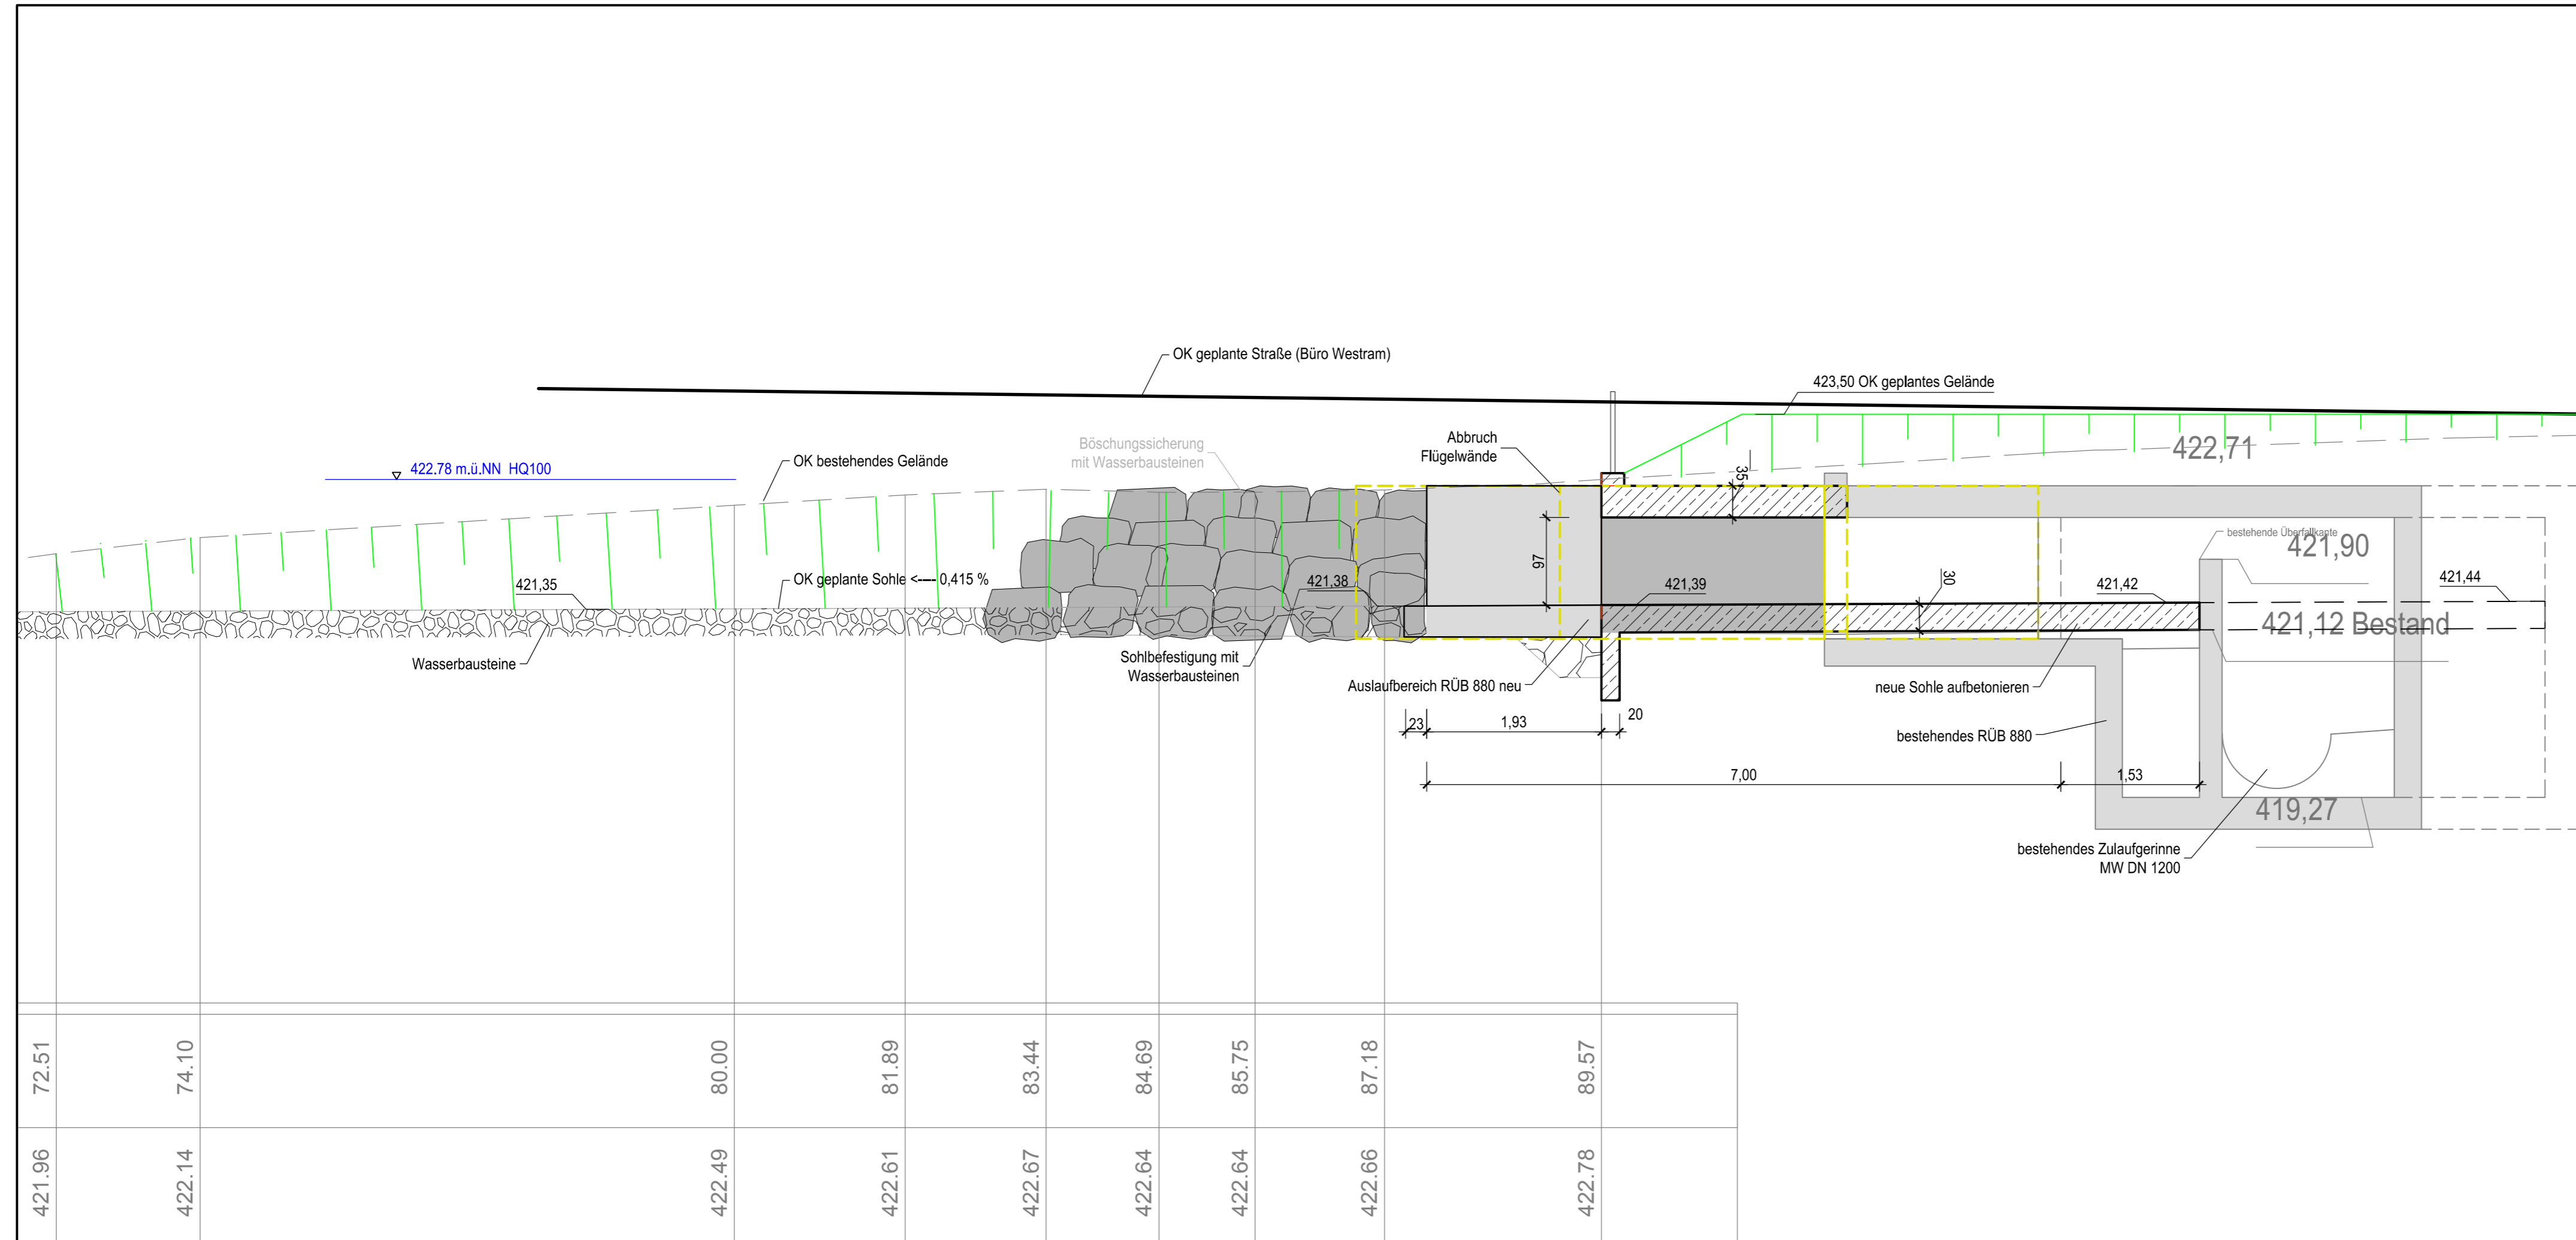 OK geplante Straße (Büro Westram)
423,50 OK geplantes Gelände
Böschungssicherung
mit Wasserbausteinen
Abbruch
Flügelwände
422,71
422.78 m.ü.NN HQ100
OK bestehendes Gelände
35
bestehende Überfallkante
421,90
97
421,35
OK geplante Sohle <---- 0,415 %
421,38
421,39
30
421,42
421,44
421,12 Bestand
Wasserbausteine
Sohlbefestigung mit
Wasserbausteinen
Auslaufbereich RÜB 880 neu
neue Sohle aufbetonieren
23
1,93
20
bestehendes RÜB 880
7,00
1,53
419,27
bestehendes Zulaufgerinne
MW DN 1200
72.51
74.10
80.00
81.89
83.44
84.69
85.75
87.18
89.57
421.96
422.14
422.49
422.61
422.67
422.64
422.64
422.66
422.78